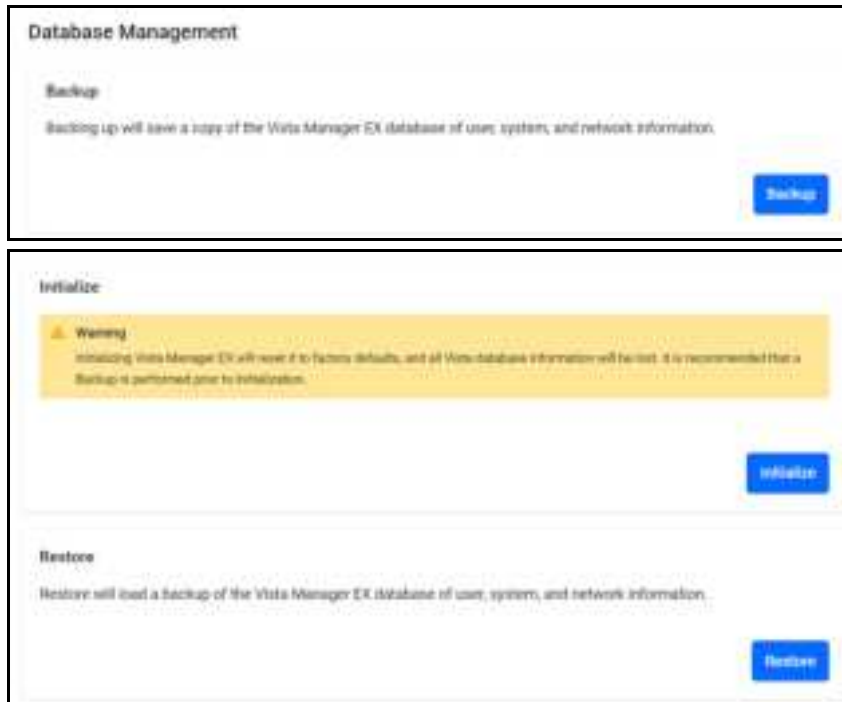 Database Management
Backup
Backing up will save a copy of the Vista Manager EX database of user, system, and network information.
Backup
Initialize
Warning
Initializing Vista Manager EX will reset it to factory defaults, and all Vista database information will be lost. It is recommended that a
Backup is performed prior to initialization.
Initialize
Restore
Restore will load a backup of the Vista Manager EX database of user, system, and network information.
Restore